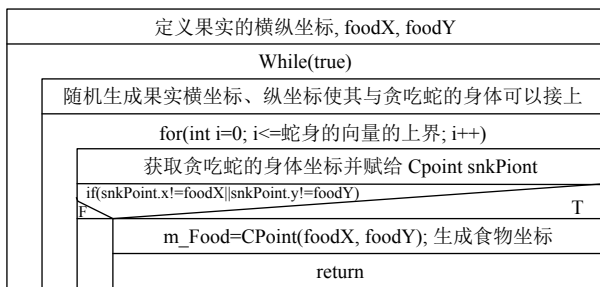 定义果实的横纵坐标, foodX, foodY
While(true)
随机生成果实横坐标、纵坐标使其与贪吃蛇的身体可以接上
for(int i=0; i<=蛇身的向量的上界; i++)
获取贪吃蛇的身体坐标并赋给 Cpoint snkPiont
if(snkPoint.x!=foodX||snkPoint.y!=foodY)
F
T
m_Food=CPoint(foodX, foodY); 生成食物坐标
return